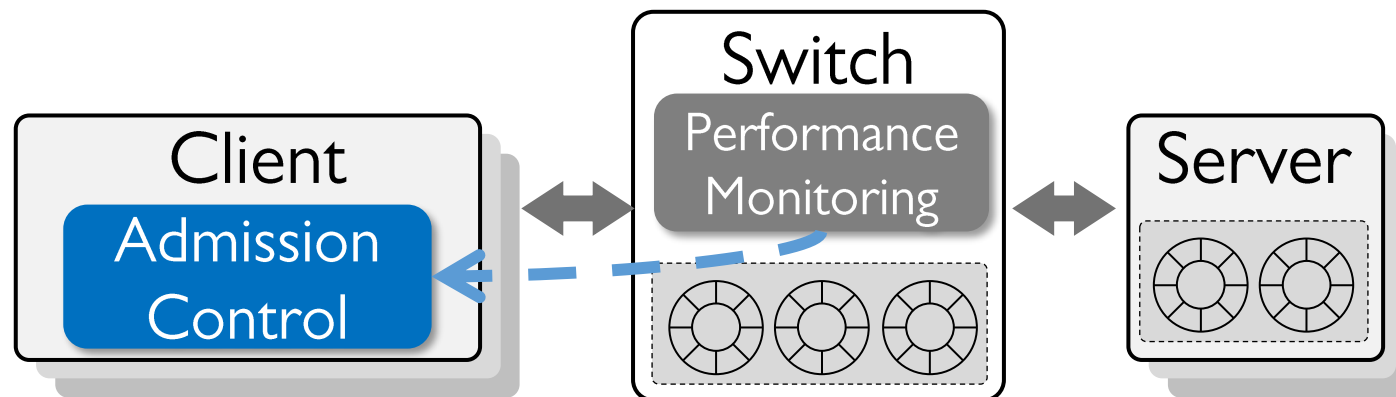 Client
Admission
Control
Switch
Performance
Monitoring
Server